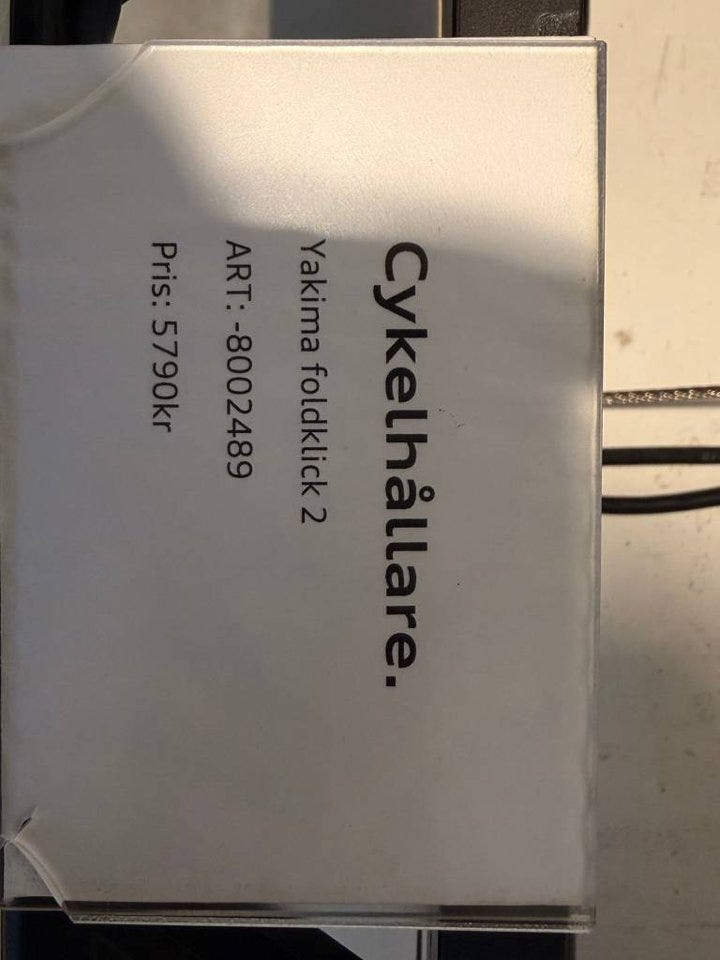 Cykelhållare.
Yakima foldklick 2
ART: -8002489
Pris: 5790kr